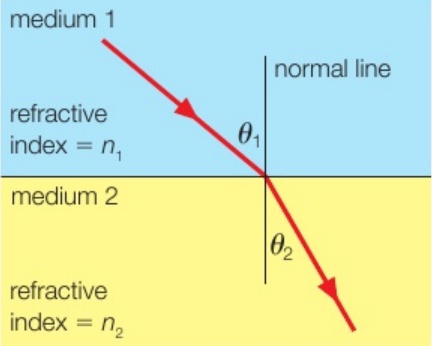 medium 1
normal line
refractive
index = n₁
θ₁
medium 2
θ₂
refractive
index = n₂